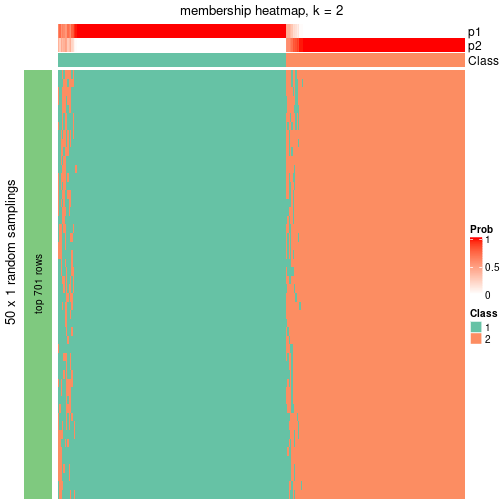 membership heatmap, k = 2
p1
p2
Class
50 x 1 random samplings
top 701 rows
Prob
1
0.5
0
Class
1
2